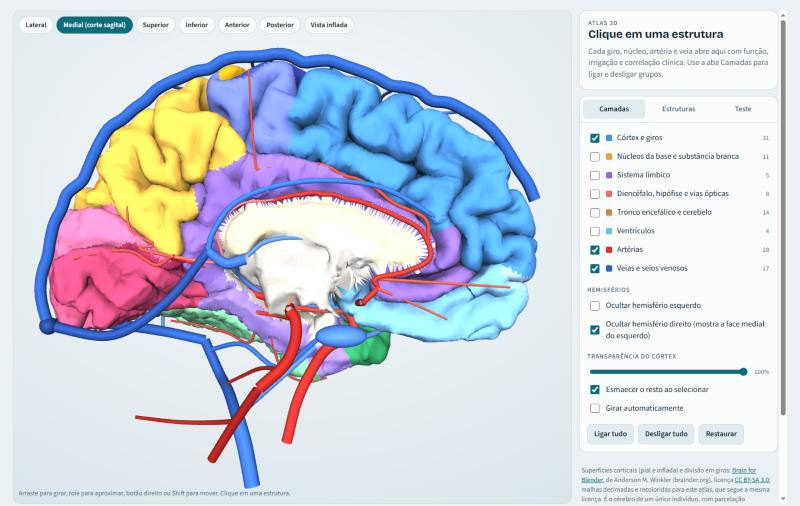 Lateral
Medial (corte sagital)
Superior
Inferior
Anterior
Posterior
Vista inflada
Arraste para girar, role para aproximar, botão direito ou Shift para mover. Clique em uma estrutura.
ATLAS 3D
Clique em uma estrutura
Cada giro, núcleo, artéria e veia abre aqui com função,
irrigação e correlação clínica. Use a aba Camadas para
ligar e desligar grupos.
Camadas
Estruturas
Teste
Córtex e giros 31
Núcleos da base e substância branca 11
Sistema límbico 5
Diencéfalo, hipófise e vias ópticas 8
Tronco encefálico e cerebelo 14
Ventrículos 4
Artérias 28
Veias e seios venosos 17
HEMISFÉRIOS
Ocultar hemisfério esquerdo
Ocultar hemisfério direito (mostra a face medial
do esquerdo)
TRANSPARÊNCIA DO CÓRTEX
100%
Esmaecer o resto ao selecionar
Girar automaticamente
Ligar tudo
Desligar tudo
Restaurar
Superfícies corticais (pial e inflada) e divisão em giros: Brain for
Blender, de Anderson M. Winkler (brainder.org), licença CC BY-SA 3.0;
malhas decimadas e recoloridas para este atlas, que segue a mesma
licença. É o cérebro de um único indivíduo, com parcelação